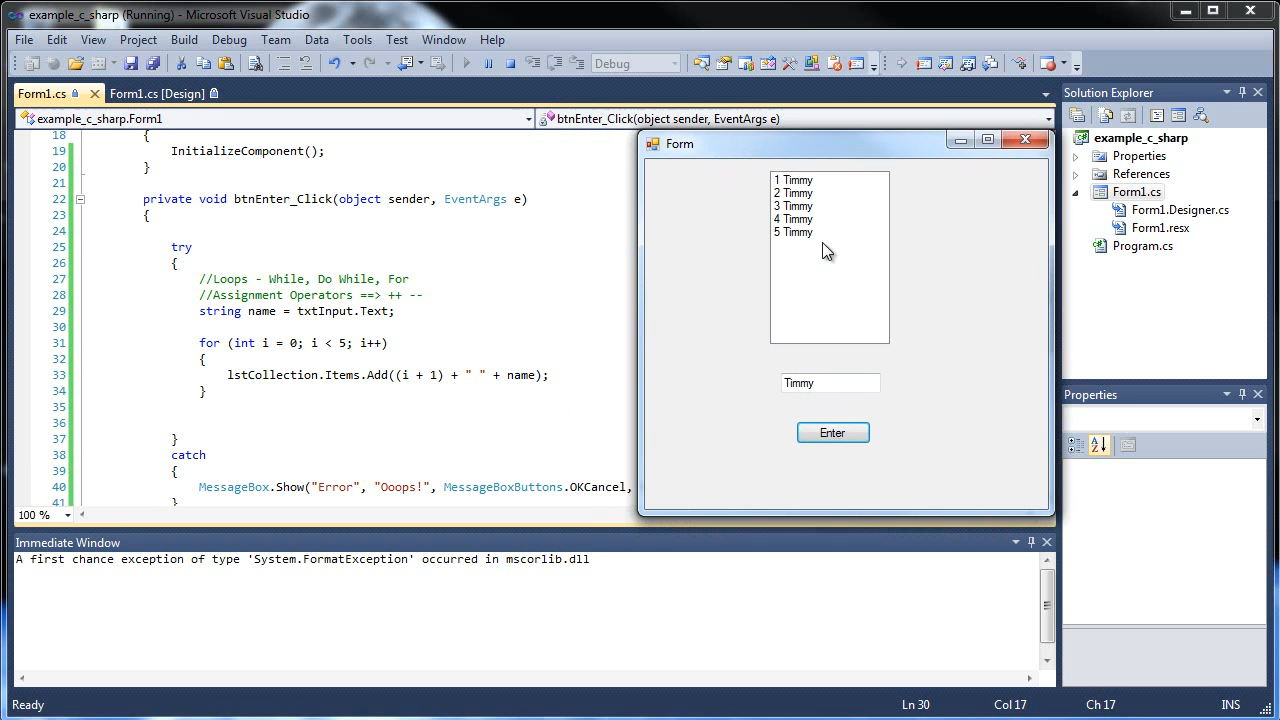 example_c_sharp (Running) - Microsoft Visual Studio
File Edit View Project Build Debug Team Data Tools Test Window Help
Debug
Form1.cs Form1.cs [Design]
example_c_sharp.Form1 btnEnter_Click(object sender, EventArgs e)
18 {
19 InitializeComponent();
20 }
21
22 private void btnEnter_Click(object sender, EventArgs e)
23 {
24
25 try
26 {
27 //Loops - While, Do While, For
28 //Assignment Operators ==> ++ --
29 string name = txtInput.Text;
30
31 for (int i = 0; i < 5; i++)
32 {
33 lstCollection.Items.Add((i + 1) + " " + name);
34 }
35
36
37 }
38 catch
39 {
40 MessageBox.Show("Error", "Ooops!", MessageBoxButtons.OKCancel,
41 }
100 %
Form
1 Timmy
2 Timmy
3 Timmy
4 Timmy
5 Timmy
Timmy
Enter
Solution Explorer
example_c_sharp
Properties
References
Form1.cs
Form1.Designer.cs
Form1.resx
Program.cs
Properties
Immediate Window
A first chance exception of type 'System.FormatException' occurred in mscorlib.dll
Ready Ln 30 Col 17 Ch 17 INS